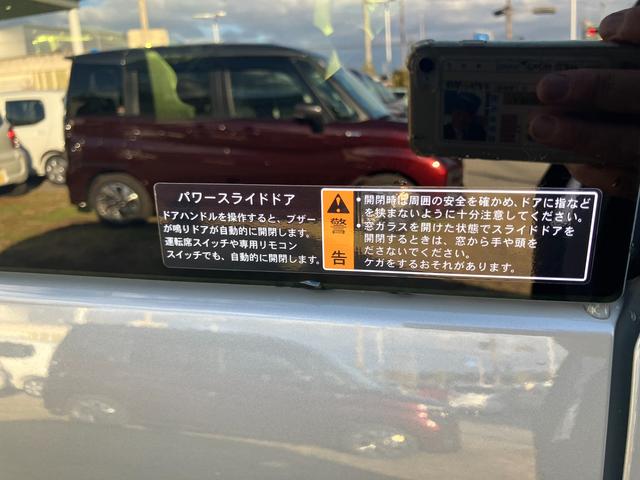 パワースライドドア
ドアハンドルを操作すると、ブザー
が鳴りドアが自動的に開閉します。
運転席スイッチや専用リモコン
スイッチでも、自動的に開閉します。
警告
・開閉時は周囲の安全を確かめ、ドアに指など
を挟まないように十分注意してください。
・窓ガラスを開けた状態でスライドドアを
開閉するときは、窓から手や頭を
ださないでください。
ケガをするおそれがあります。